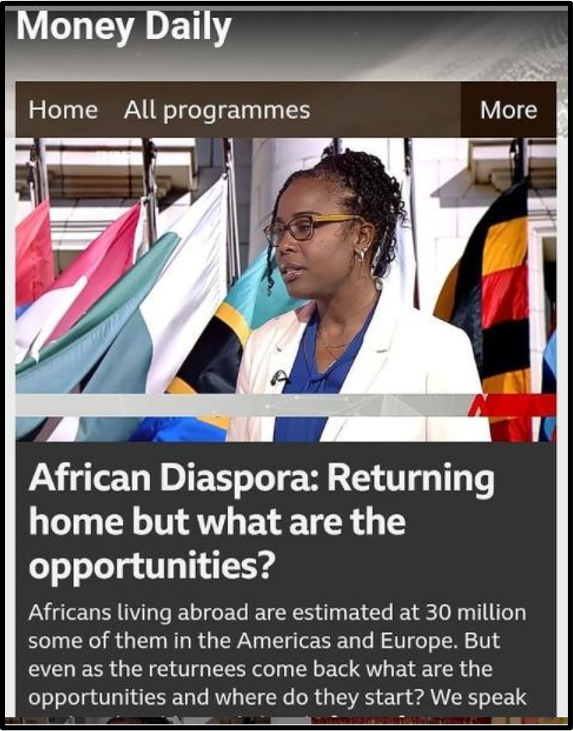 Money Daily
Home All programmes More
African Diaspora: Returning
home but what are the
opportunities?
Africans living abroad are estimated at 30 million
some of them in the Americas and Europe. But
even as the returnees come back what are the
opportunities and where do they start? We speak